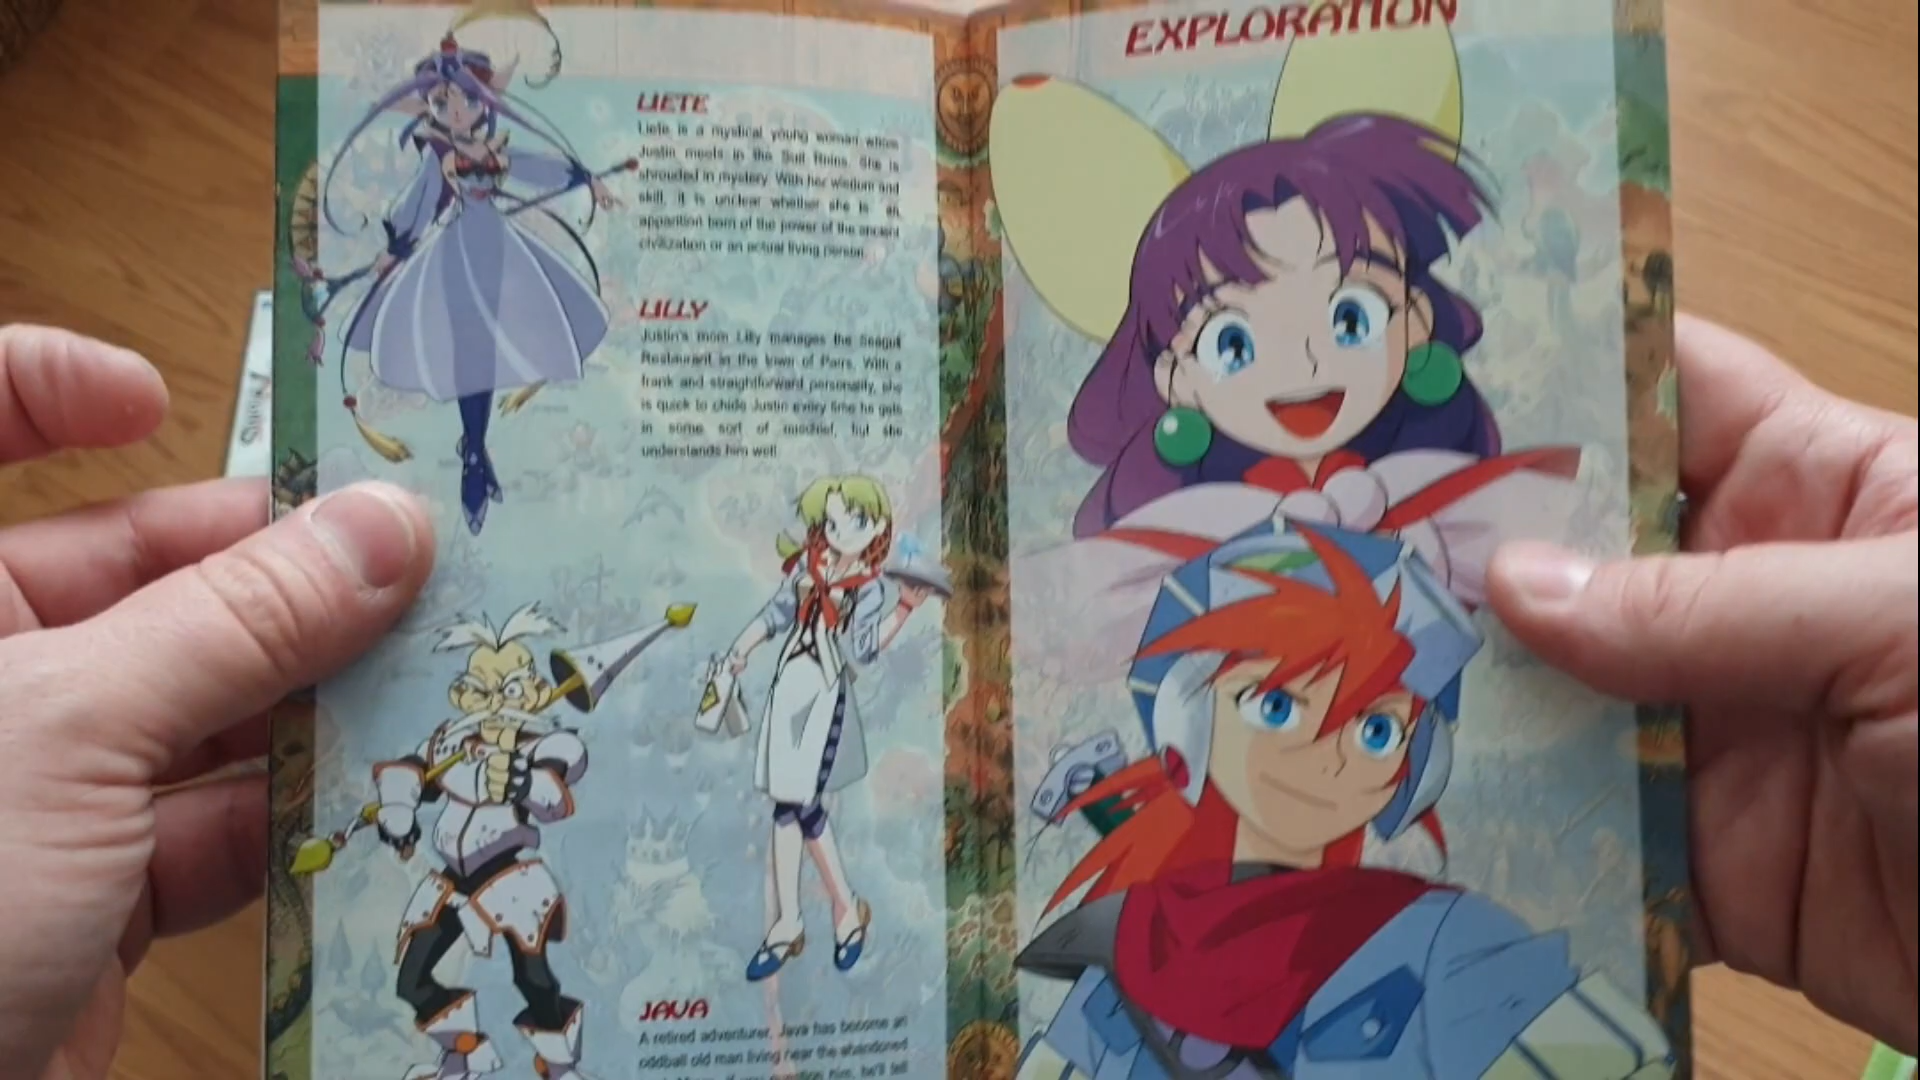 LIETE
Liete is a mystical young woman whom
Justin meets in the Sult Ruins. She is
shrouded in mystery. With her wisdom and
skill, it is unclear whether she is an
apparition born of the power of the ancient
civilization or an actual living person.
LILLY
Justin's mom Lilly manages the Seagull
Restaurant in the town of Parm. With a
frank and straightforward personality, she
is quick to chide Justin every time he gets
in some sort of mischief, but she
understands him well.
JAVA
A retired adventurer, Java has become an
oddball old man living near the abandoned
he'll tell
EXPLORATION